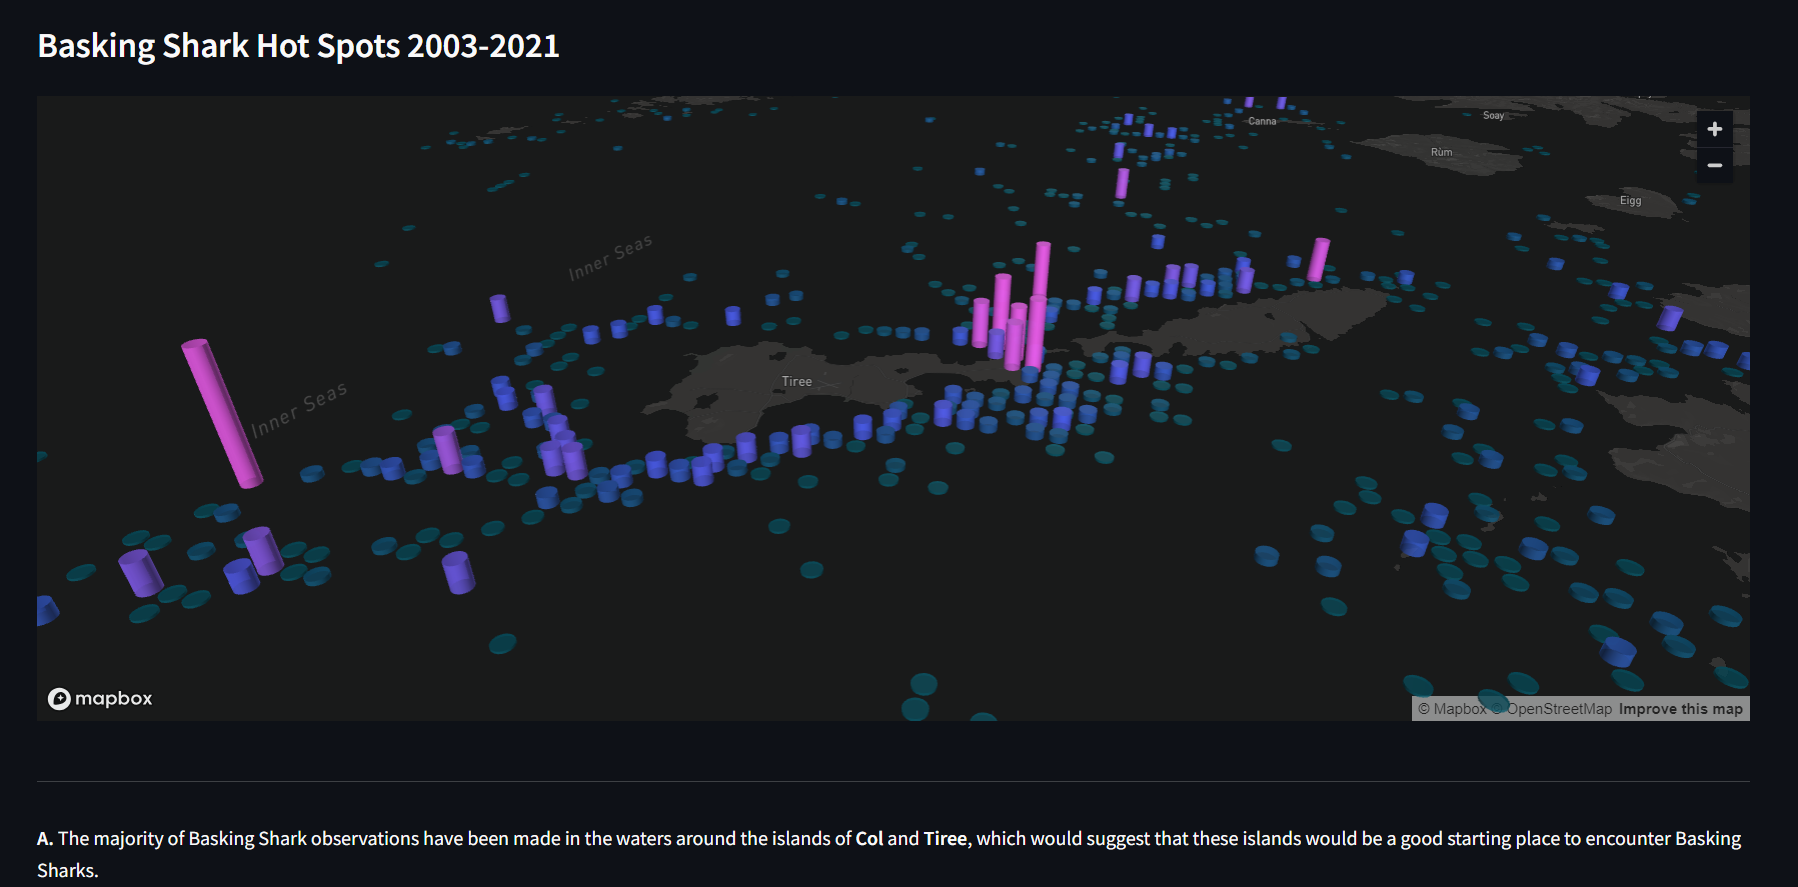 Basking Shark Hot Spots 2003-2021
Canna
Soay
Rùm
Eigg
Inner Seas
Tiree
Inner Seas
+
−
mapbox
© Mapbox © OpenStreetMap Improve this map
A. The majority of Basking Shark observations have been made in the waters around the islands of Col and Tiree, which would suggest that these islands would be a good starting place to encounter Basking
Sharks.